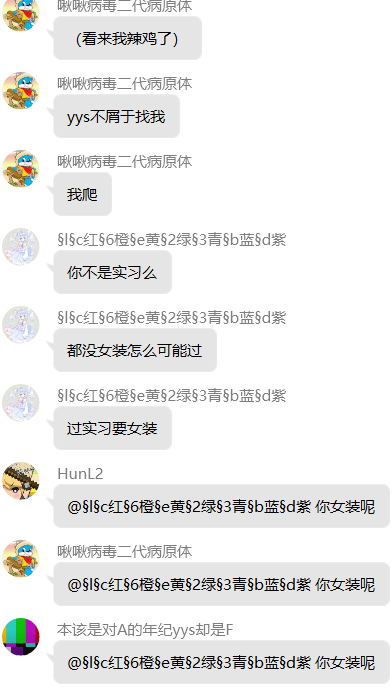 啾啾病毒二代病原体
（看来我辣鸡了）
啾啾病毒二代病原体
yys不屑于找我
啾啾病毒二代病原体
我爬
§l§c红§6橙§e黄§2绿§3青§b蓝§d紫
你不是实习么
§l§c红§6橙§e黄§2绿§3青§b蓝§d紫
都没女装怎么可能过
§l§c红§6橙§e黄§2绿§3青§b蓝§d紫
过实习要女装
HunL2
@§l§c红§6橙§e黄§2绿§3青§b蓝§d紫 你女装呢
啾啾病毒二代病原体
@§l§c红§6橙§e黄§2绿§3青§b蓝§d紫 你女装呢
本该是对A的年纪yys却是F
@§l§c红§6橙§e黄§2绿§3青§b蓝§d紫 你女装呢